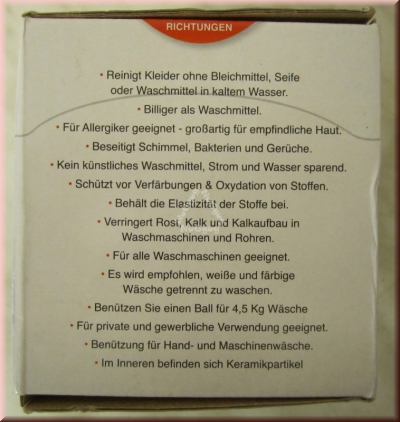 RICHTUNGEN
• Reinigt Kleider ohne Bleichmittel, Seife
oder Waschmittel in kaltem Wasser.
• Billiger als Waschmittel.
• Für Allergiker geeignet - großartig für empfindliche Haut.
• Beseitigt Schimmel, Bakterien und Gerüche.
• Kein künstliches Waschmittel, Strom und Wasser sparend.
• Schützt vor Verfärbungen & Oxydation von Stoffen.
• Behält die Elastizität der Stoffe bei.
• Verringert Rosi, Kalk und Kalkaufbau in
Waschmaschinen und Rohren.
• Für alle Waschmaschinen geeignet.
• Es wird empfohlen, weiße und färbige
Wäsche getrennt zu waschen.
• Benützen Sie einen Ball für 4,5 Kg Wäsche
• Für private und gewerbliche Verwendung geeignet.
• Benützung für Hand- und Maschinenwäsche.
• Im Inneren befinden sich Keramikpartikel